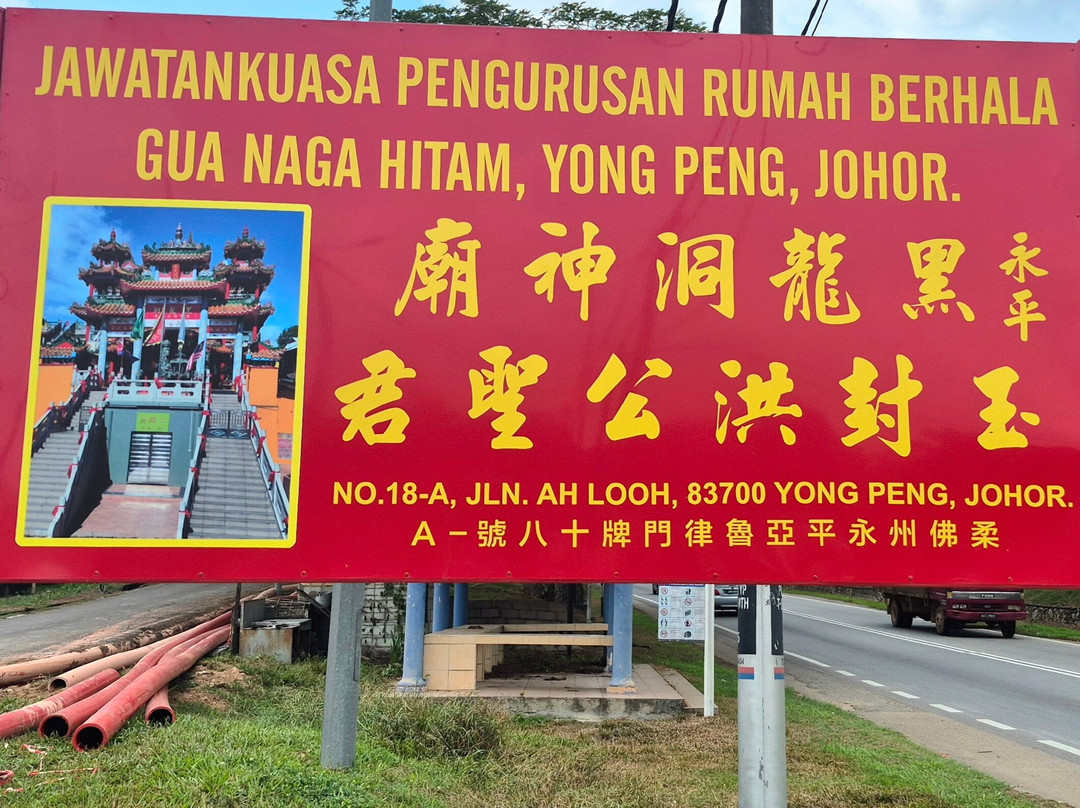 JAWATANKUASA PENGURUSAN RUMAH BERHALA
GUA NAGA HITAM, YONG PENG, JOHOR.
永平
黑龍洞神廟
玉封洪公聖君
NO.18-A, JLN. AH LOOH, 83700 YONG PENG, JOHOR.
柔佛州永平亞魯律門牌十八號－A